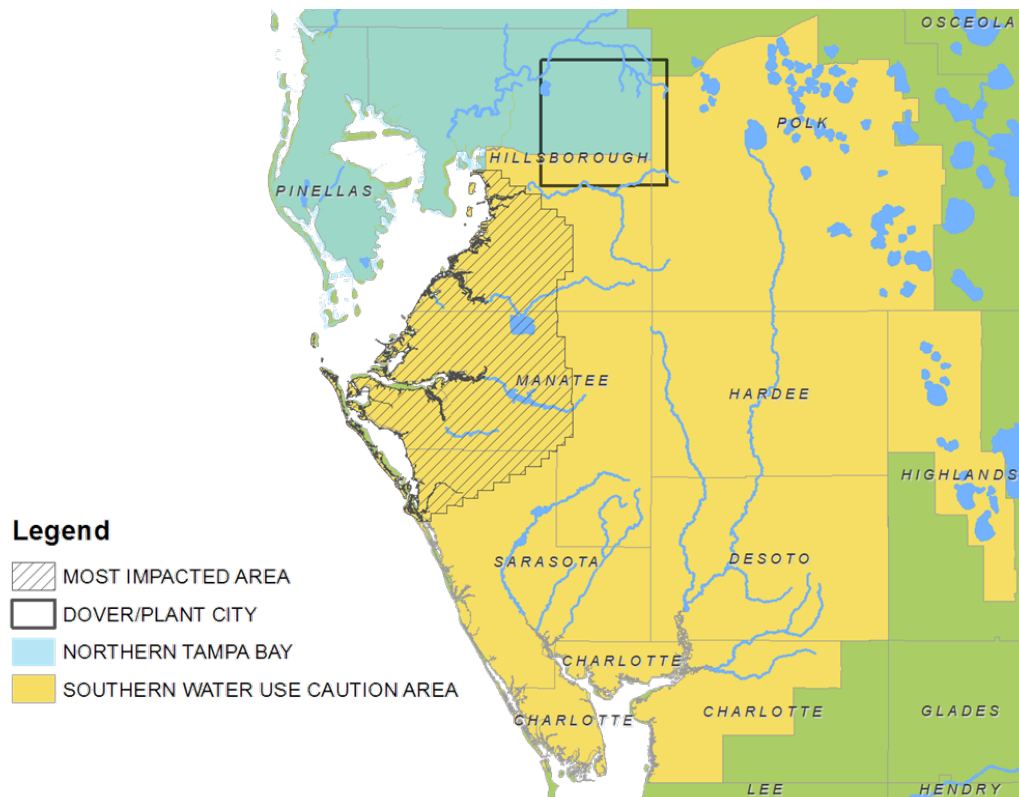 OSCEOLA
POLK
HILLSBOROUGH
PINELLAS
MANATEE
HARDEE
HIGHLANDS
SARASOTA
DESOTO
CHARLOTTE
CHARLOTTE
CHARLOTTE
GLADES
LEE
HENDRY
Legend
MOST IMPACTED AREA
DOVER/PLANT CITY
NORTHERN TAMPA BAY
SOUTHERN WATER USE CAUTION AREA